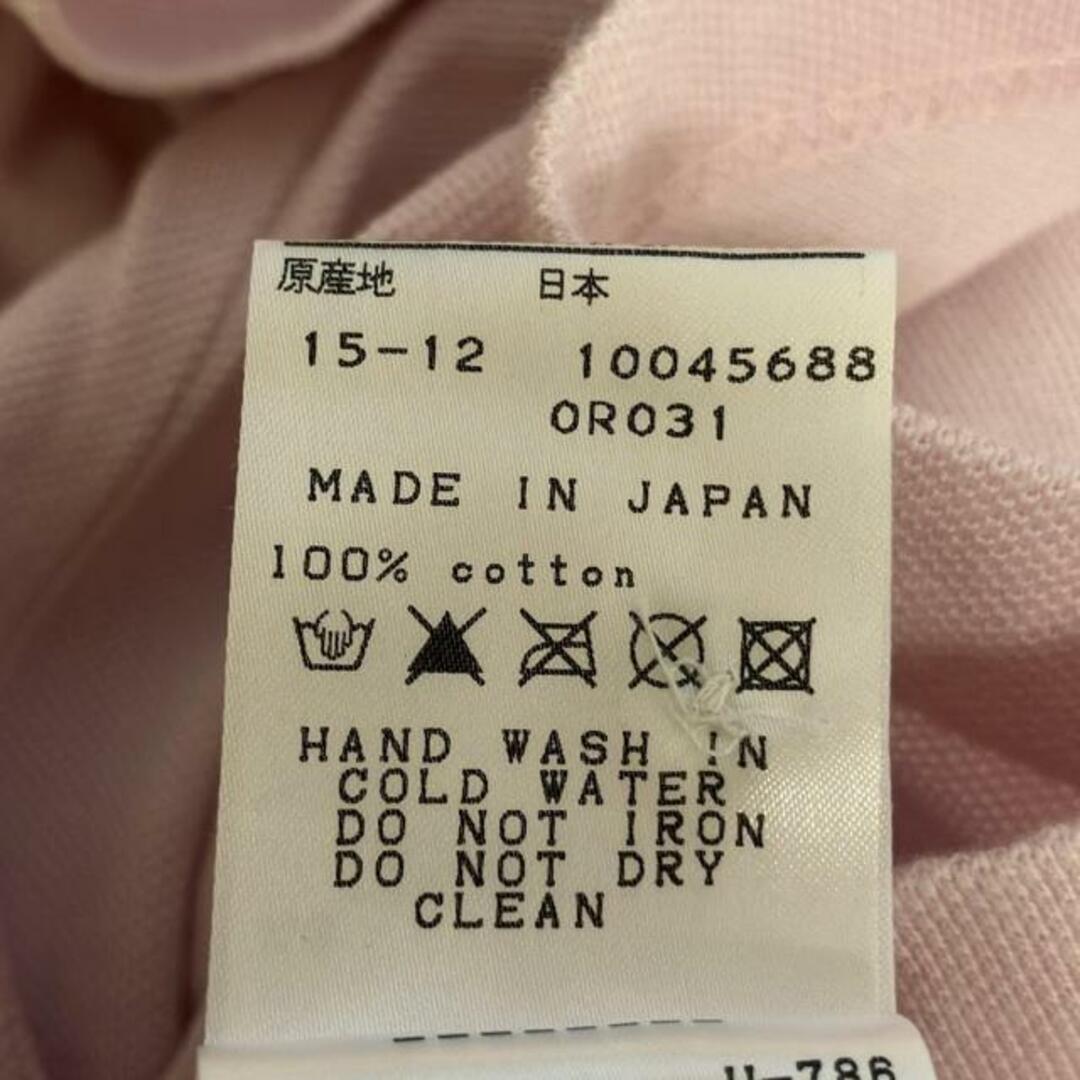 原産地 日本
15-12 10045688
0R031
MADE IN JAPAN
100% cotton
HAND WASH IN
COLD WATER
DO NOT IRON
DO NOT DRY
CLEAN